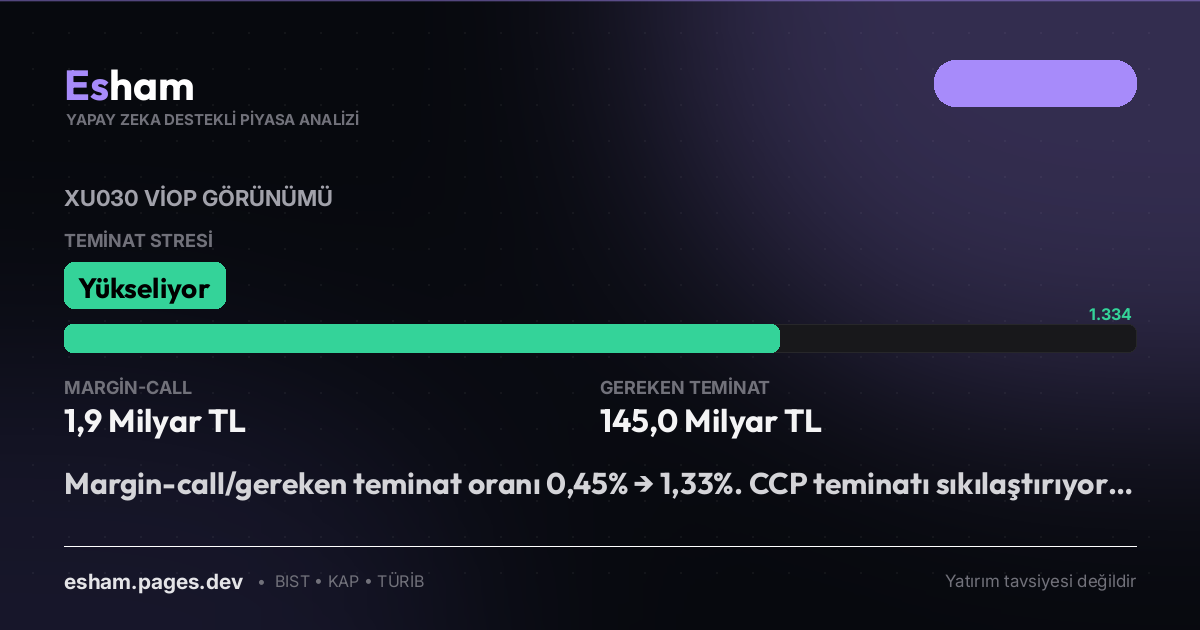 Esham
YAPAY ZEKA DESTEKLİ PİYASA ANALİZİ
XU030 VİOP GÖRÜNÜMÜ
TEMİNAT STRESİ
Yükseliyor
1.334
MARGİN-CALL
GEREKEN TEMİNAT
1,9 Milyar TL
145,0 Milyar TL
Margin-call/gereken teminat oranı 0,45% → 1,33%. CCP teminatı sıkılaştırıyor...
esham.pages.dev • BIST • KAP • TÜRİB
Yatırım tavsiyesi değildir